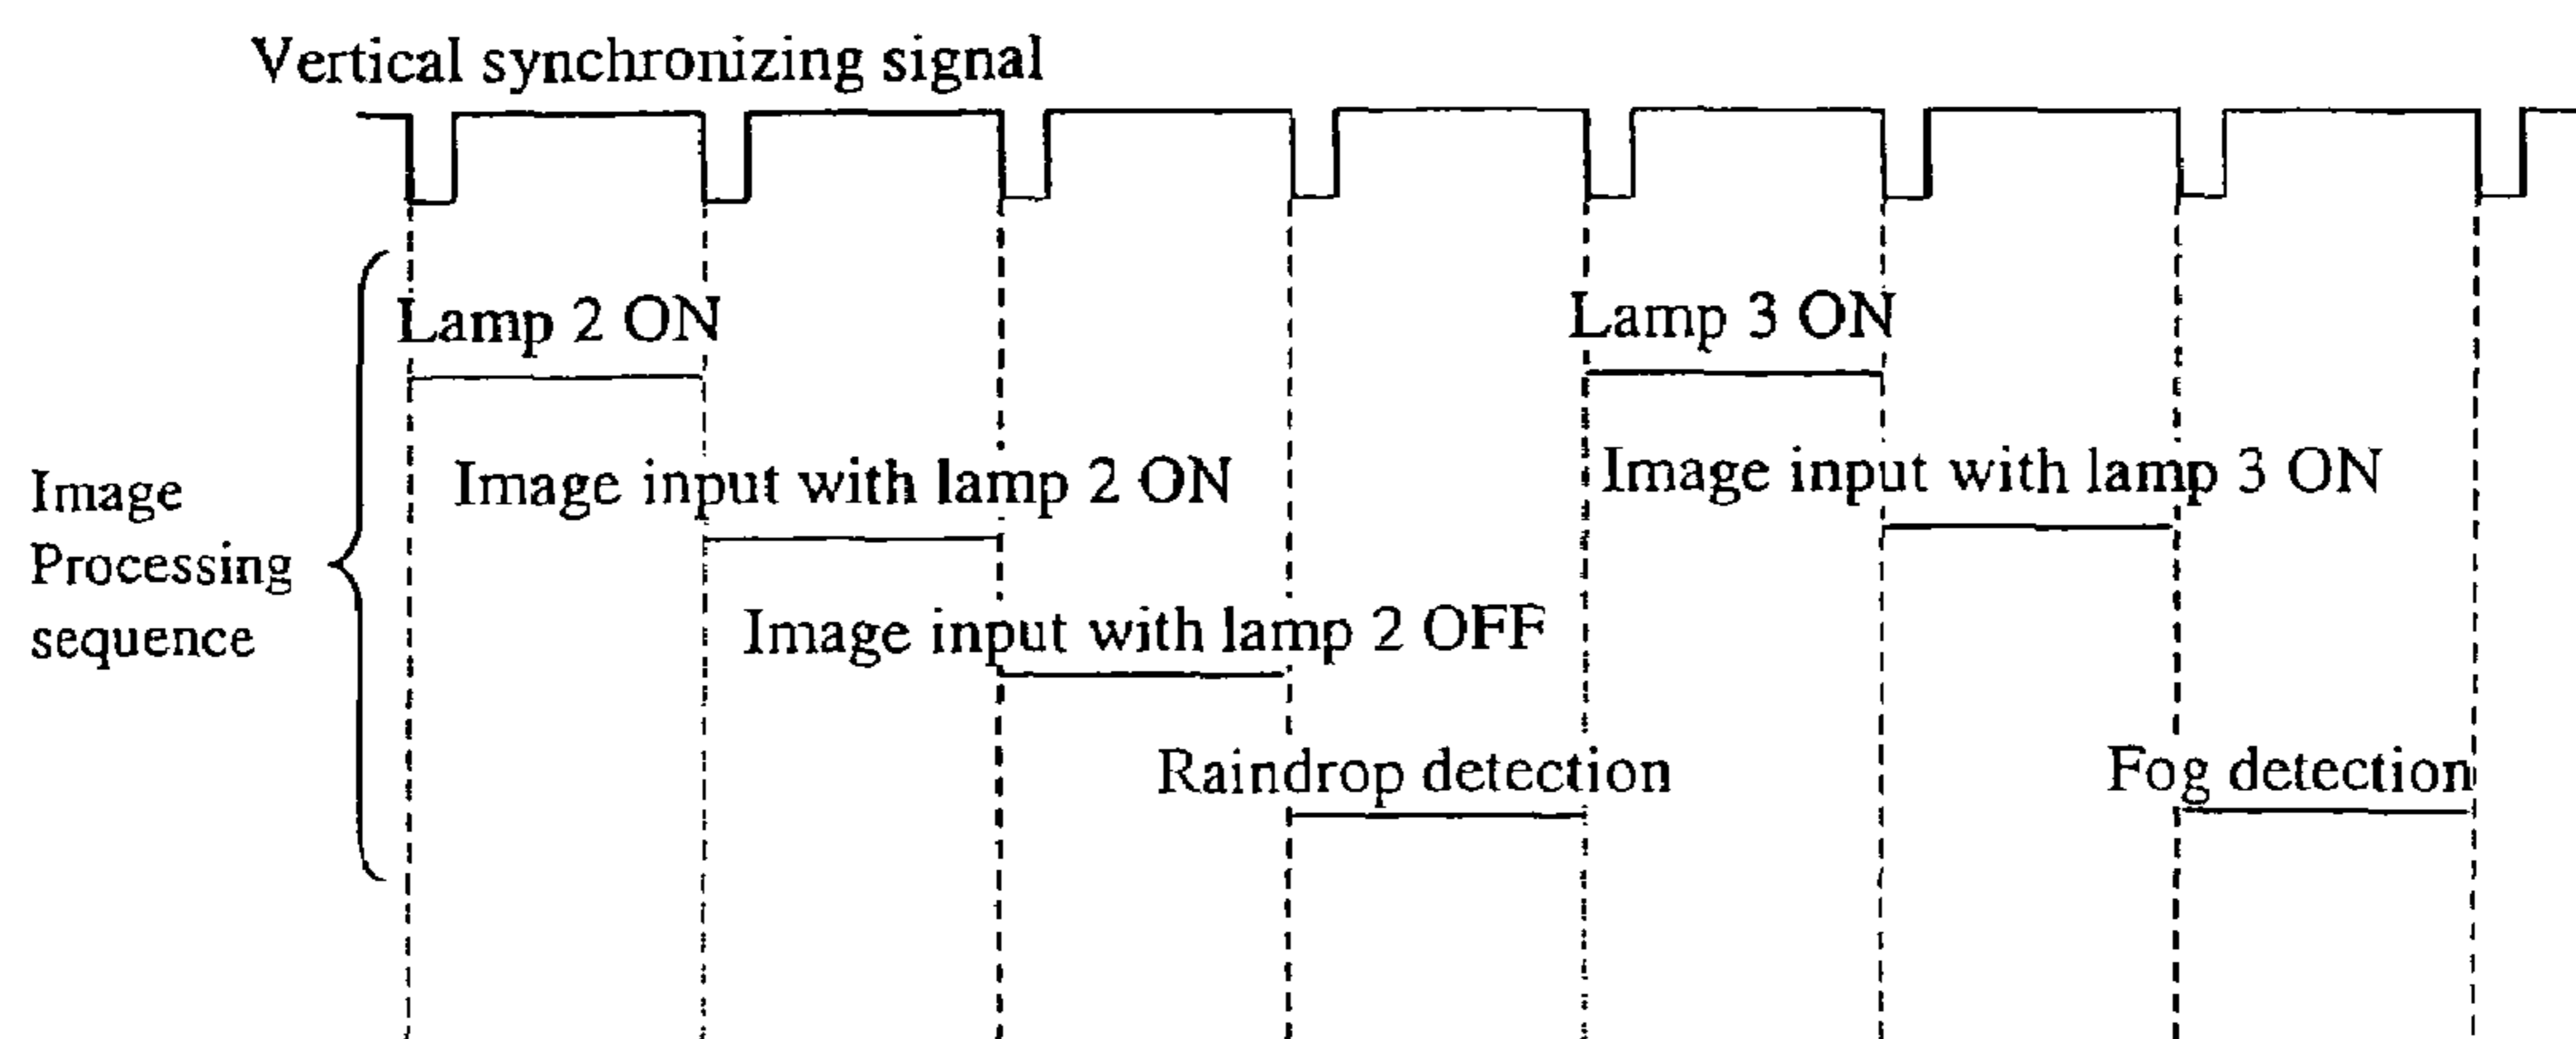 Vertical synchronizing signal
Lamp 2 ON
Lamp 3 ON
Image input with lamp 2 ON
Image input with lamp 3 ON
Image
Processing
sequence
Image input with lamp 2 OFF
Raindrop detection
Fog detection